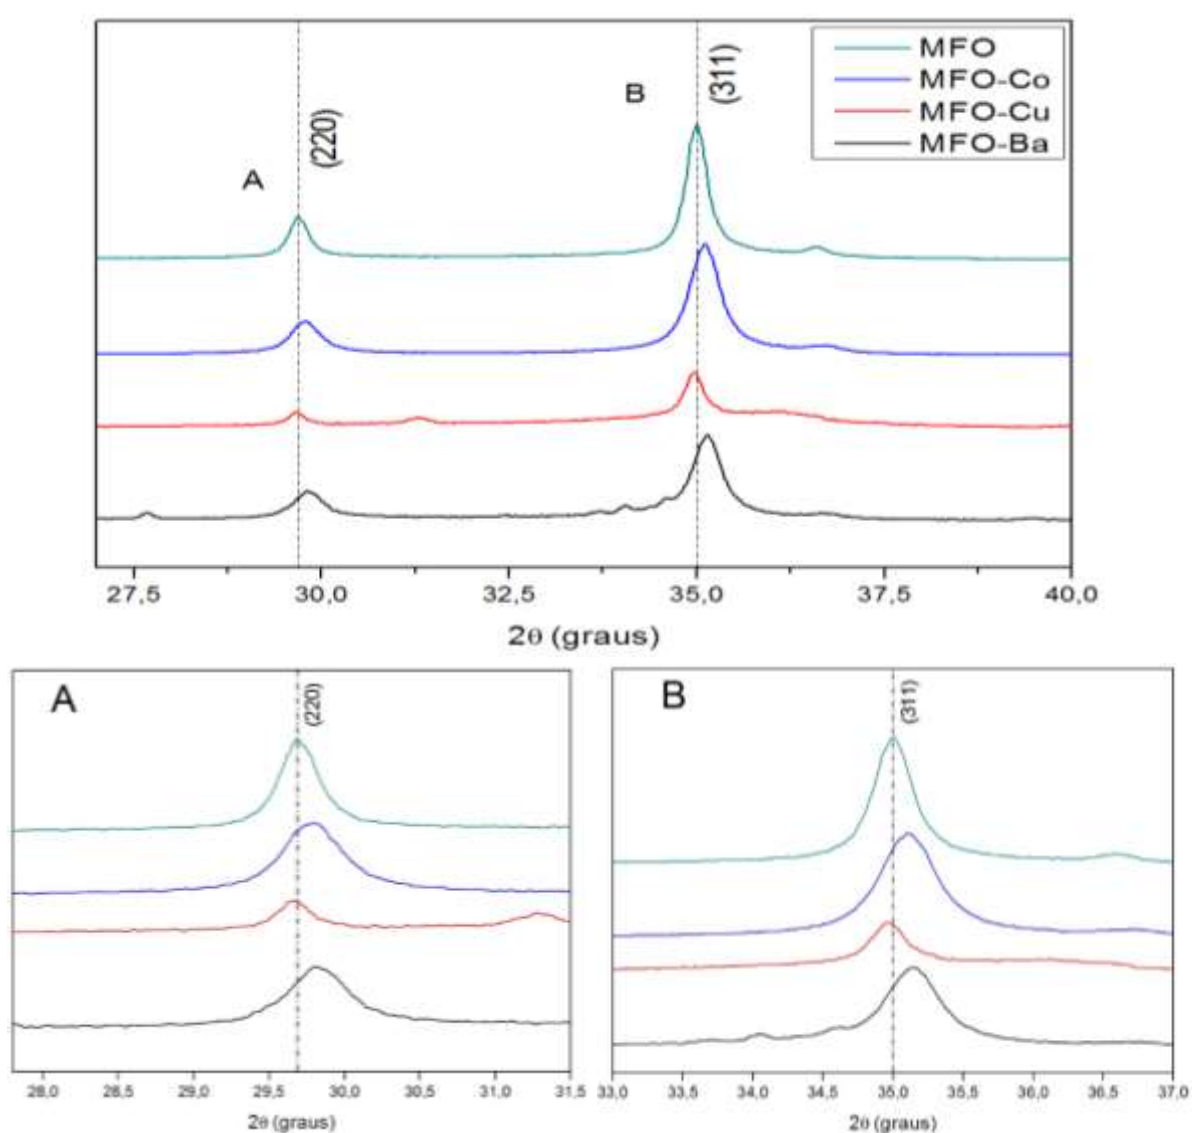 MFO
MFO-Co
MFO-Cu
MFO-Ba
A
(220)
B
(311)
27,5 30,0 32,5 35,0 37,5 40,0
2θ (graus)
A
(220)
28,0 28,5 29,0 29,5 30,0 30,5 31,0 31,5
2θ (graus)
B
(311)
33,0 33,5 34,0 34,5 35,0 35,5 36,0 36,5 37,0
2θ (graus)